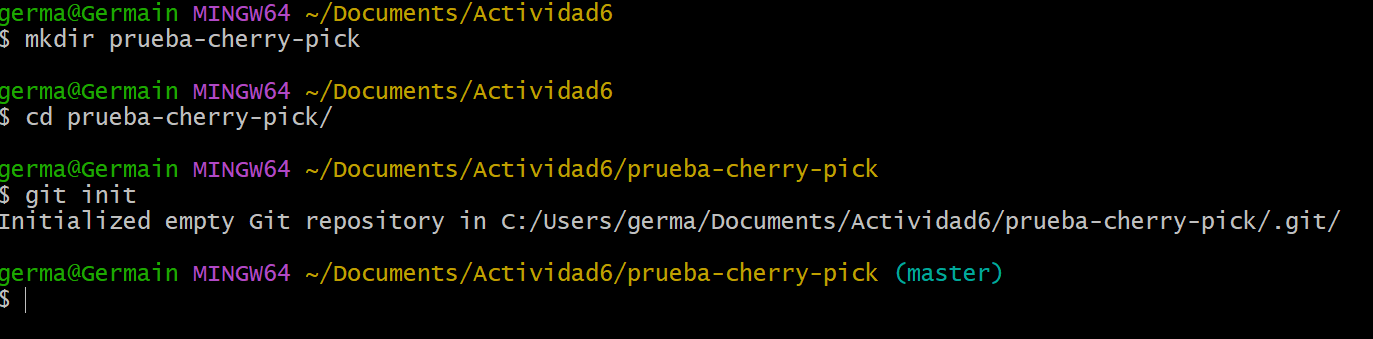 germa@Germain MINGW64 ~/Documents/Actividad6
$ mkdir prueba-cherry-pick
germa@Germain MINGW64 ~/Documents/Actividad6
$ cd prueba-cherry-pick/
germa@Germain MINGW64 ~/Documents/Actividad6/prueba-cherry-pick
$ git init
Initialized empty Git repository in C:/Users/germa/Documents/Actividad6/prueba-cherry-pick/.git/
germa@Germain MINGW64 ~/Documents/Actividad6/prueba-cherry-pick (master)
$